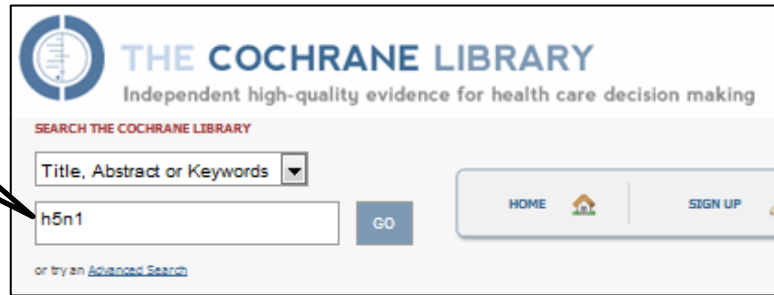 THE COCHRANE LIBRARY
Independent high-quality evidence for health care decision making
SEARCH THE COCHRANE LIBRARY
Title, Abstract or Keywords
h5n1
GO
HOME
SIGN UP
or try an Advanced Search